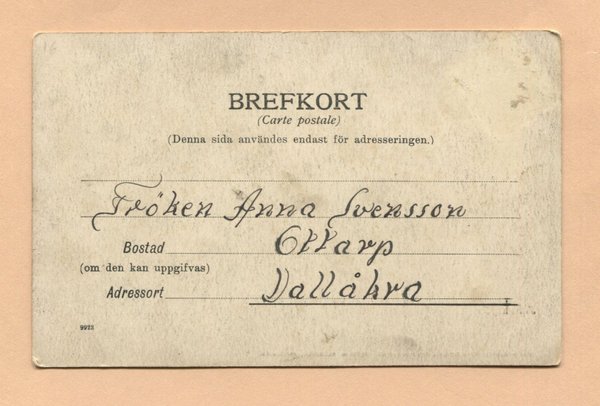 BREFKORT
(Carte postale)
(Denna sida användes endast för adresseringen.)
Fröken Anna Svensson
Bostad Ottarp
(om den kan uppgifvas)
Adressort Vallåkra
9923